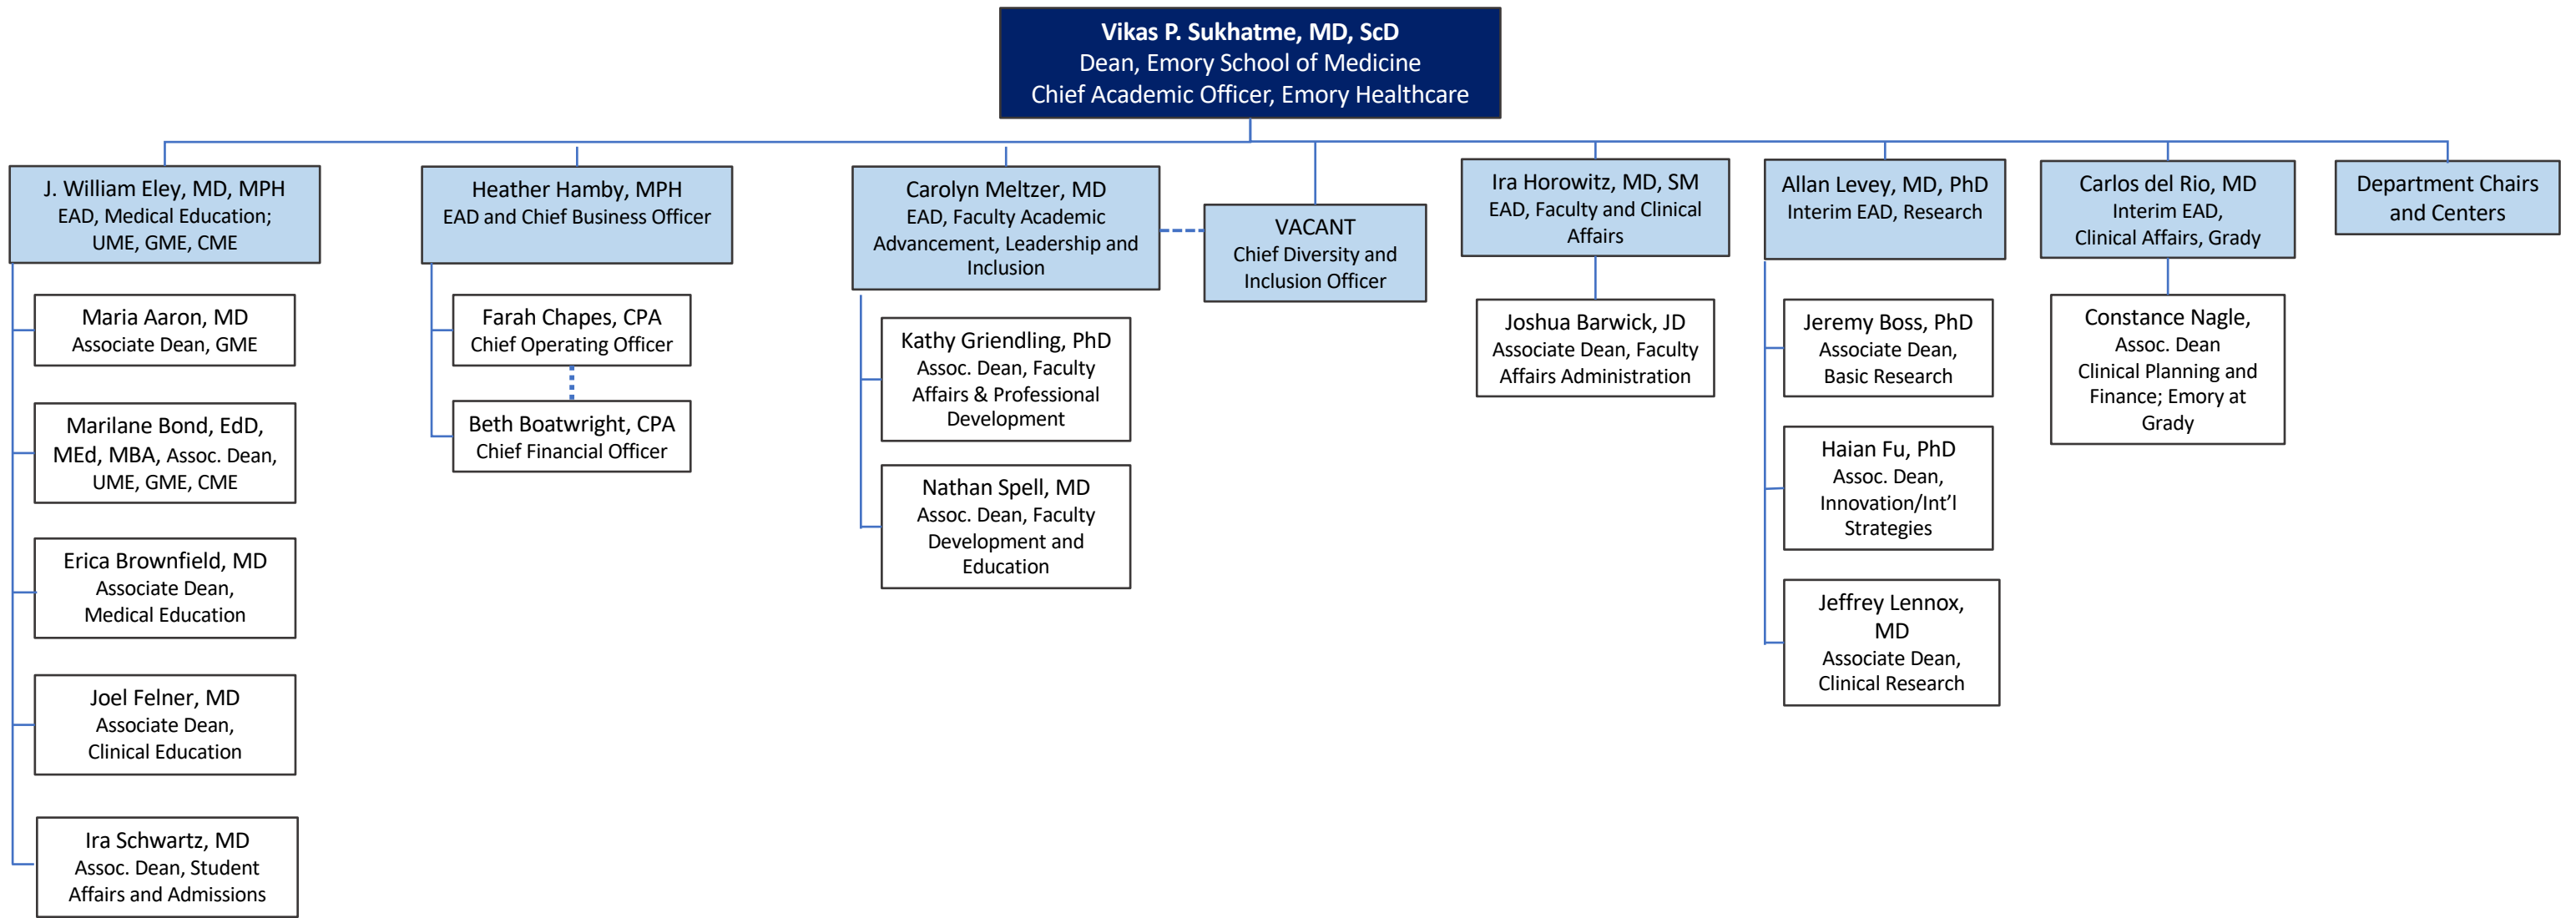 Vikas P. Sukhatme, MD, ScD
Dean, Emory School of Medicine
Chief Academic Officer, Emory Healthcare
J. William Eley, MD, MPH
EAD, Medical Education;
UME, GME, CME
Maria Aaron, MD
Associate Dean, GME
Marilane Bond, EdD,
MEd, MBA, Assoc. Dean,
UME, GME, CME
Erica Brownfield, MD
Associate Dean,
Medical Education
Joel Felner, MD
Associate Dean,
Clinical Education
Ira Schwartz, MD
Assoc. Dean, Student
Affairs and Admissions
Heather Hamby, MPH
EAD and Chief Business Officer
Farah Chapes, CPA
Chief Operating Officer
Beth Boatwright, CPA
Chief Financial Officer
Carolyn Meltzer, MD
EAD, Faculty Academic
Advancement, Leadership and
Inclusion
Kathy Griendling, PhD
Assoc. Dean, Faculty
Affairs & Professional
Development
Nathan Spell, MD
Assoc. Dean, Faculty
Development and
Education
VACANT
Chief Diversity and
Inclusion Officer
Ira Horowitz, MD, SM
EAD, Faculty and Clinical
Affairs
Joshua Barwick, JD
Associate Dean, Faculty
Affairs Administration
Allan Levey, MD, PhD
Interim EAD, Research
Jeremy Boss, PhD
Associate Dean,
Basic Research
Haian Fu, PhD
Assoc. Dean,
Innovation/Int’l
Strategies
Jeffrey Lennox,
MD
Associate Dean,
Clinical Research
Carlos del Rio, MD
Interim EAD,
Clinical Affairs, Grady
Constance Nagle,
Assoc. Dean
Clinical Planning and
Finance; Emory at
Grady
Department Chairs
and Centers